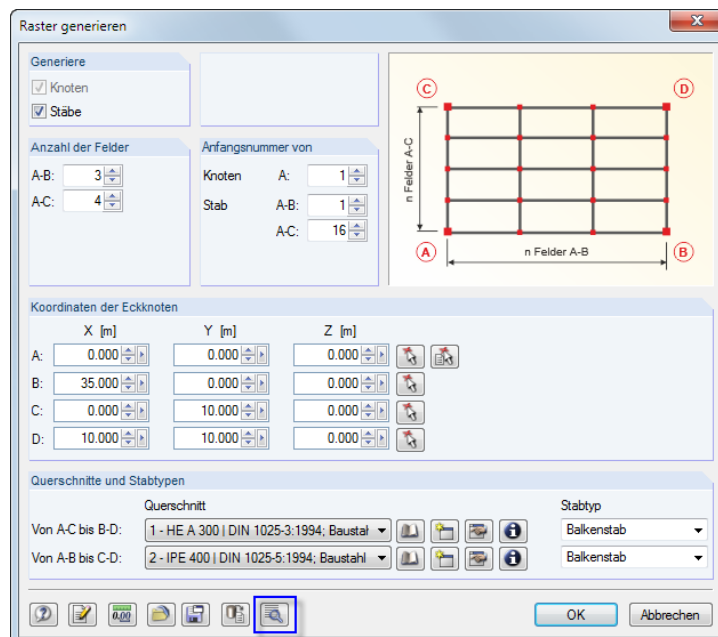 Raster generieren
Generiere
Knoten
Stäbe
Anzahl der Felder
A-B: 3
A-C: 4
Anfangsnummer von
Knoten A: 1
Stab A-B: 1
A-C: 16
C
D
n Felder A-C
A
n Felder A-B
B
Koordinaten der Eckknoten
X [m] Y [m] Z [m]
A: 0.000 0.000 0.000
B: 35.000 0.000 0.000
C: 0.000 10.000 0.000
D: 10.000 10.000 0.000
Querschnitte und Stabtypen
Querschnitt Stabtyp
Von A-C bis B-D: 1 - HE A 300 | DIN 1025-3:1994; Baustal Balkenstab
Von A-B bis C-D: 2 - IPE 400 | DIN 1025-5:1994; Baustahl Balkenstab
0.00
OK Abbrechen